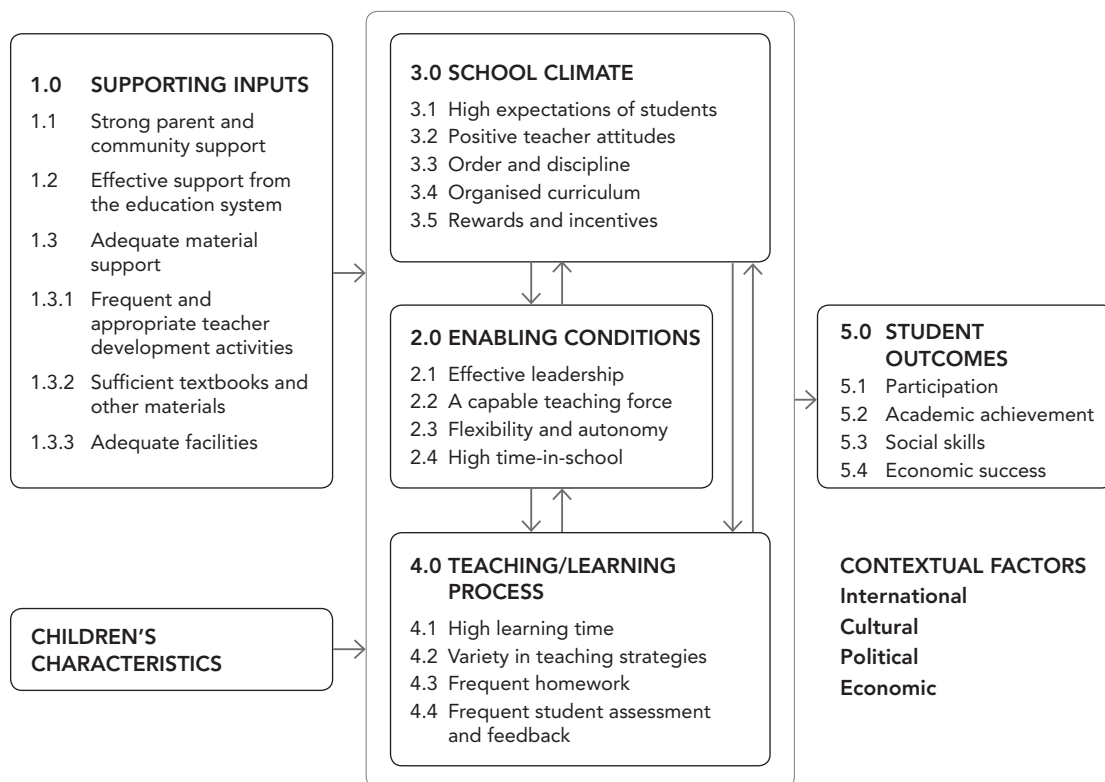 1.0 SUPPORTING INPUTS
1.1 Strong parent and
community support
1.2 Effective support from
the education system
1.3 Adequate material
support
1.3.1 Frequent and
appropriate teacher
development activities
1.3.2 Sufficient textbooks and
other materials
1.3.3 Adequate facilities
CHILDREN'S
CHARACTERISTICS
3.0 SCHOOL CLIMATE
3.1 High expectations of students
3.2 Positive teacher attitudes
3.3 Order and discipline
3.4 Organised curriculum
3.5 Rewards and incentives
2.0 ENABLING CONDITIONS
2.1 Effective leadership
2.2 A capable teaching force
2.3 Flexibility and autonomy
2.4 High time-in-school
4.0 TEACHING/LEARNING
PROCESS
4.1 High learning time
4.2 Variety in teaching strategies
4.3 Frequent homework
4.4 Frequent student assessment
and feedback
5.0 STUDENT
OUTCOMES
5.1 Participation
5.2 Academic achievement
5.3 Social skills
5.4 Economic success
CONTEXTUAL FACTORS
International
Cultural
Political
Economic